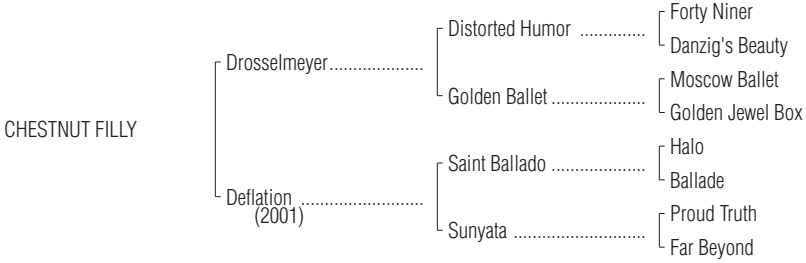 Forty Niner
Distorted Humor ..............
Danzig's Beauty
Drosselmeyer....................
Moscow Ballet
Golden Ballet ....................
Golden Jewel Box
CHESTNUT FILLY
Halo
Saint Ballado ....................
Ballade
Deflation ..........................
(2001)
Proud Truth
Sunyata ............................
Far Beyond